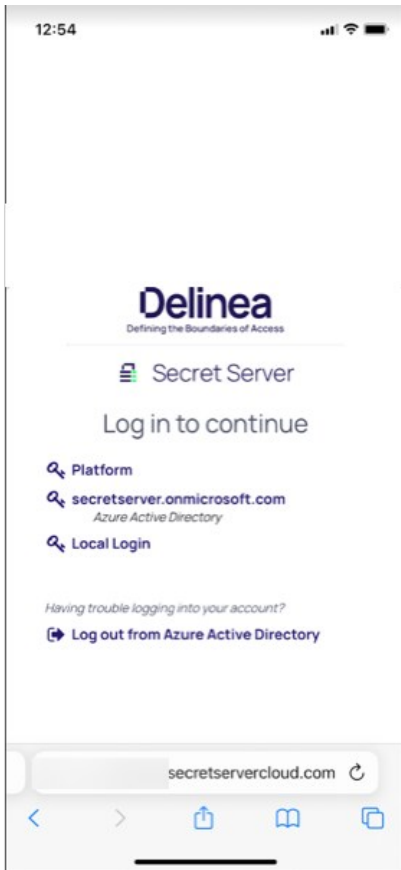 12:54
Delinea
Defining the Boundaries of Access
Secret Server
Log in to continue
Platform
secretserver.onmicrosoft.com
Azure Active Directory
Local Login
Having trouble logging into your account?
Log out from Azure Active Directory
secretservercloud.com